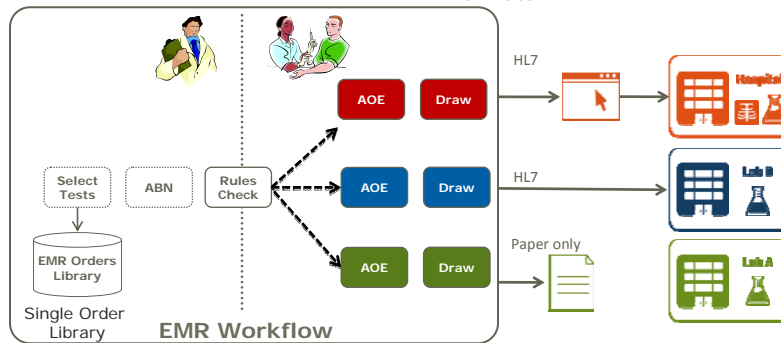 HL7
Hospital
AOE
Draw
Select
Tests
ABN
Rules
Check
AOE
Draw
HL7
Lab B
EMR Orders
Library
AOE
Draw
Paper only
Lab A
Single Order
Library
EMR Workflow